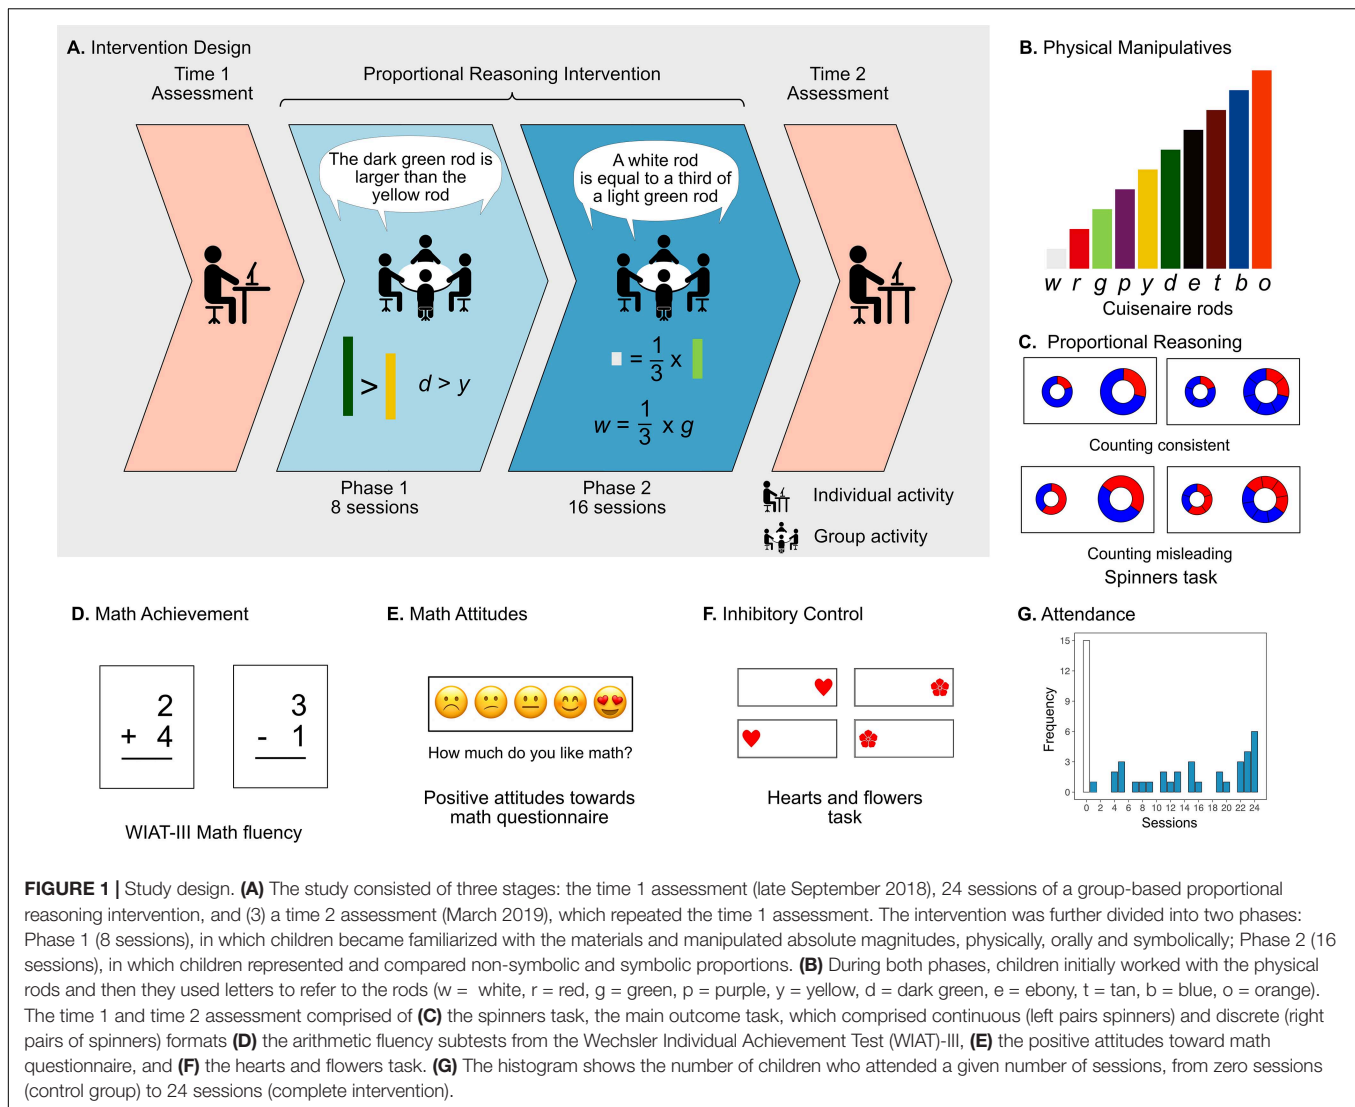 A. Intervention Design
Time 1
Assessment
Proportional Reasoning Intervention
Time 2
Assessment
The dark green rod is
larger than the
yellow rod
A white rod
is equal to a third of
a light green rod
>
d > y
= 1/3 x
w = 1/3 x g
Phase 1
8 sessions
Phase 2
16 sessions
Individual activity
Group activity
B. Physical Manipulatives
w r g p y d e t b o
Cuisenaire rods
C. Proportional Reasoning
Counting consistent
Counting misleading
Spinners task
D. Math Achievement
2
+ 4
3
- 1
WIAT-III Math fluency
E. Math Attitudes
How much do you like math?
Positive attitudes towards
math questionnaire
F. Inhibitory Control
Hearts and flowers
task
G. Attendance
Frequency
15
12
9
6
3
0
0 2 4 6 8 10 12 14 16 18 20 22 24
Sessions
FIGURE 1 | Study design. (A) The study consisted of three stages: the time 1 assessment (late September 2018), 24 sessions of a group-based proportional
reasoning intervention, and (3) a time 2 assessment (March 2019), which repeated the time 1 assessment. The intervention was further divided into two phases:
Phase 1 (8 sessions), in which children became familiarized with the materials and manipulated absolute magnitudes, physically, orally and symbolically; Phase 2 (16
sessions), in which children represented and compared non-symbolic and symbolic proportions. (B) During both phases, children initially worked with the physical
rods and then they used letters to refer to the rods (w = white, r = red, g = green, p = purple, y = yellow, d = dark green, e = ebony, t = tan, b = blue, o = orange).
The time 1 and time 2 assessment comprised of (C) the spinners task, the main outcome task, which comprised continuous (left pairs spinners) and discrete (right
pairs of spinners) formats (D) the arithmetic fluency subtests from the Wechsler Individual Achievement Test (WIAT)-III, (E) the positive attitudes toward math
questionnaire, and (F) the hearts and flowers task. (G) The histogram shows the number of children who attended a given number of sessions, from zero sessions
(control group) to 24 sessions (complete intervention).